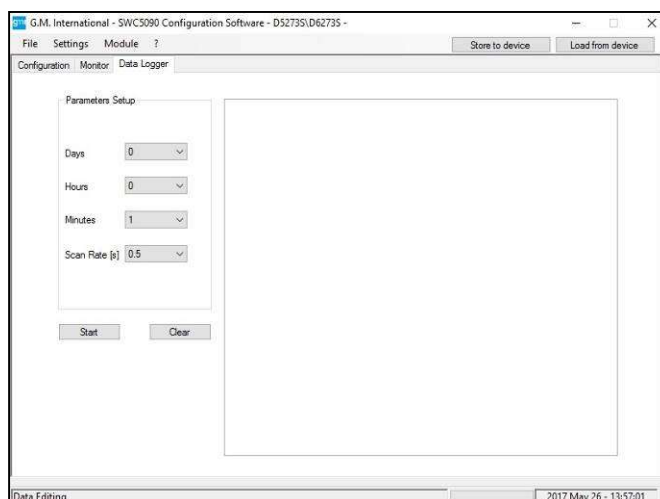 gmi G.M. International - SWC5090 Configuration Software - D5273S\D6273S -
File Settings Module ? Store to device Load from device
Configuration Monitor Data Logger
Parameters Setup
Days 0
Hours 0
Minutes 1
Scan Rate [s] 0.5
Start Clear
Data Editing 2017 May 26 - 13:57:01